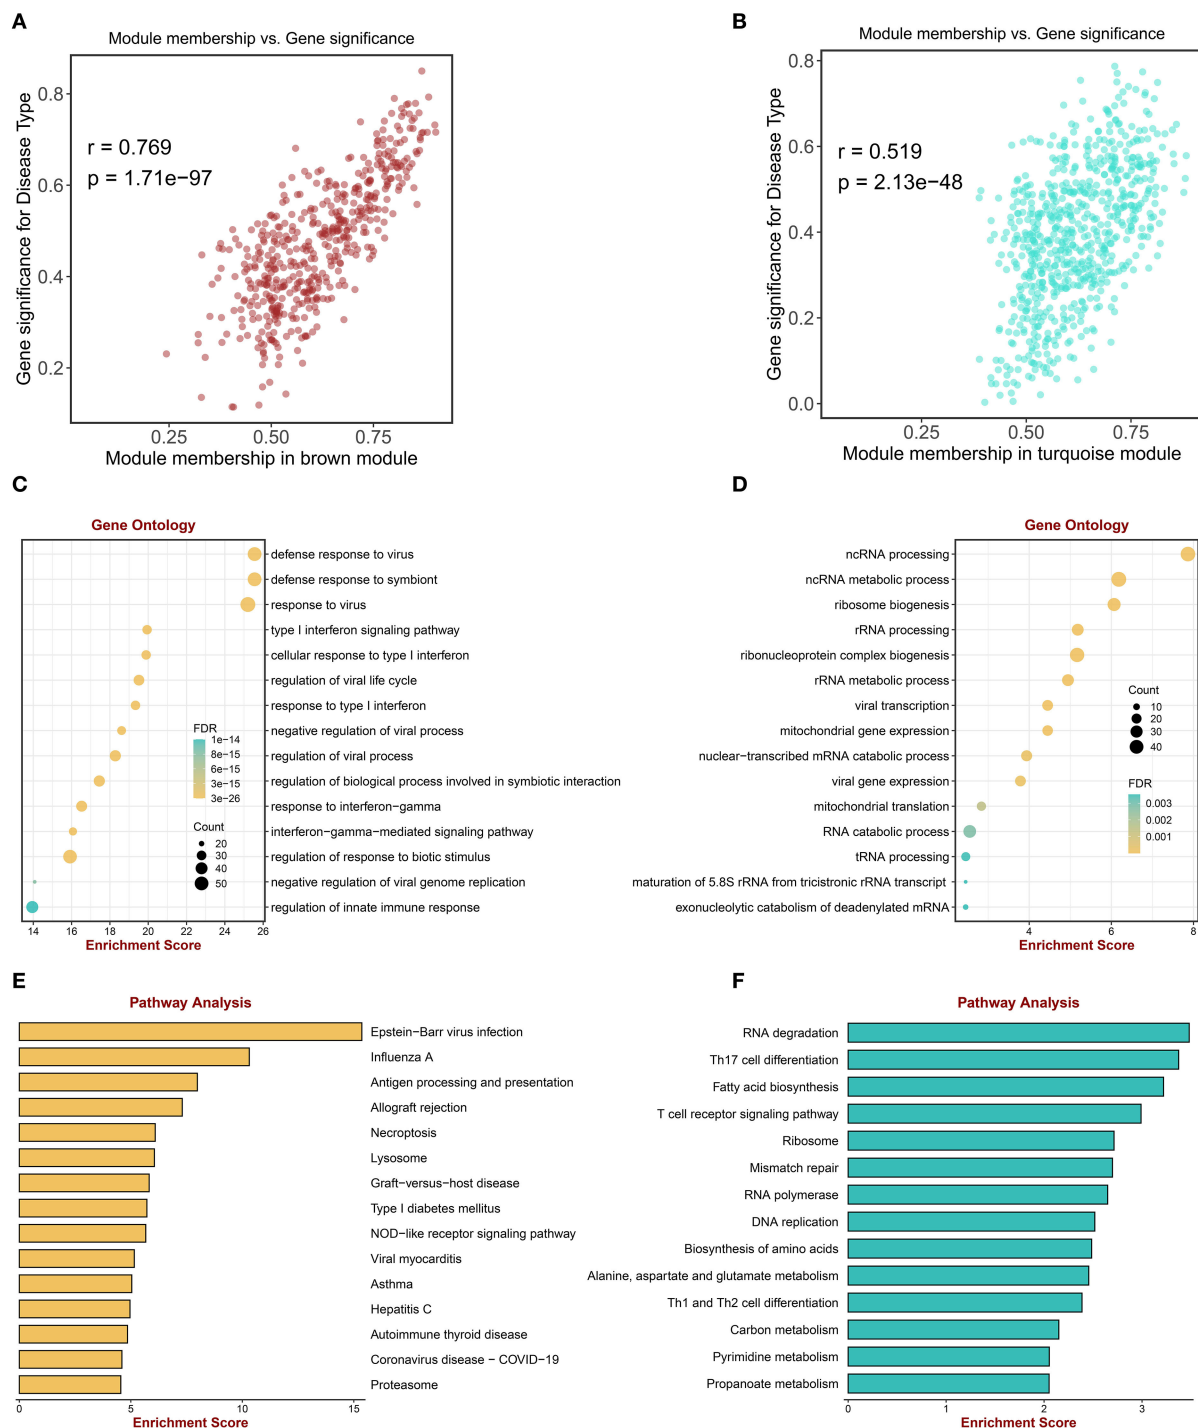 A
Module membership vs. Gene significance
Gene significance for Disease Type
0.8
0.6
0.4
0.2
r = 0.769
p = 1.71e−97
0.25 0.50 0.75
Module membership in brown module
B
Module membership vs. Gene significance
Gene significance for Disease Type
0.8
0.6
0.4
0.2
0.0
r = 0.519
p = 2.13e−48
0.25 0.50 0.75
Module membership in turquoise module
C
Gene Ontology
defense response to virus
defense response to symbiont
response to virus
type I interferon signaling pathway
cellular response to type I interferon
regulation of viral life cycle
response to type I interferon
negative regulation of viral process
regulation of viral process
regulation of biological process involved in symbiotic interaction
response to interferon−gamma
interferon−gamma−mediated signaling pathway
regulation of response to biotic stimulus
negative regulation of viral genome replication
regulation of innate immune response
FDR
1e−14
8e−15
6e−15
3e−15
3e−26
Count
20
30
40
50
14 16 18 20 22 24 26
Enrichment Score
D
Gene Ontology
ncRNA processing
ncRNA metabolic process
ribosome biogenesis
rRNA processing
ribonucleoprotein complex biogenesis
rRNA metabolic process
viral transcription
mitochondrial gene expression
nuclear−transcribed mRNA catabolic process
viral gene expression
mitochondrial translation
RNA catabolic process
tRNA processing
maturation of 5.8S rRNA from tricistronic rRNA transcript
exonucleolytic catabolism of deadenylated mRNA
Count
10
20
30
40
FDR
0.003
0.002
0.001
4 6 8
Enrichment Score
E
Pathway Analysis
Epstein−Barr virus infection
Influenza A
Antigen processing and presentation
Allograft rejection
Necroptosis
Lysosome
Graft−versus−host disease
Type I diabetes mellitus
NOD−like receptor signaling pathway
Viral myocarditis
Asthma
Hepatitis C
Autoimmune thyroid disease
Coronavirus disease − COVID−19
Proteasome
0 5 10 15
Enrichment Score
F
Pathway Analysis
RNA degradation
Th17 cell differentiation
Fatty acid biosynthesis
T cell receptor signaling pathway
Ribosome
Mismatch repair
RNA polymerase
DNA replication
Biosynthesis of amino acids
Alanine, aspartate and glutamate metabolism
Th1 and Th2 cell differentiation
Carbon metabolism
Pyrimidine metabolism
Propanoate metabolism
0 1 2 3
Enrichment Score